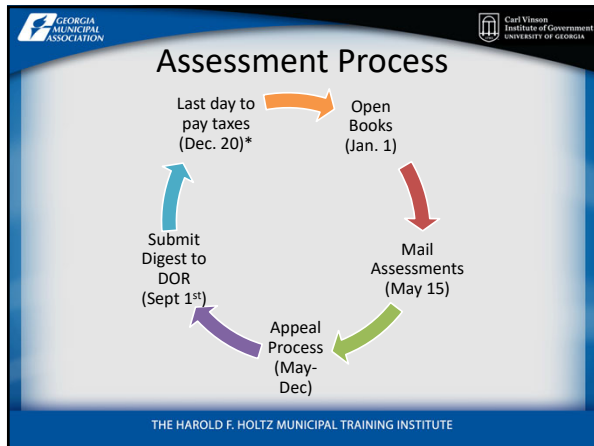 GEORGIA
MUNICIPAL
ASSOCIATION
Carl Vinson
Institute of Government
UNIVERSITY OF GEORGIA
Assessment Process
Last day to
pay taxes
(Dec. 20)*
Open
Books
(Jan. 1)
Mail
Assessments
(May 15)
Appeal
Process
(May-
Dec)
Submit
Digest to
DOR
(Sept 1st)
THE HAROLD F. HOLTZ MUNICIPAL TRAINING INSTITUTE